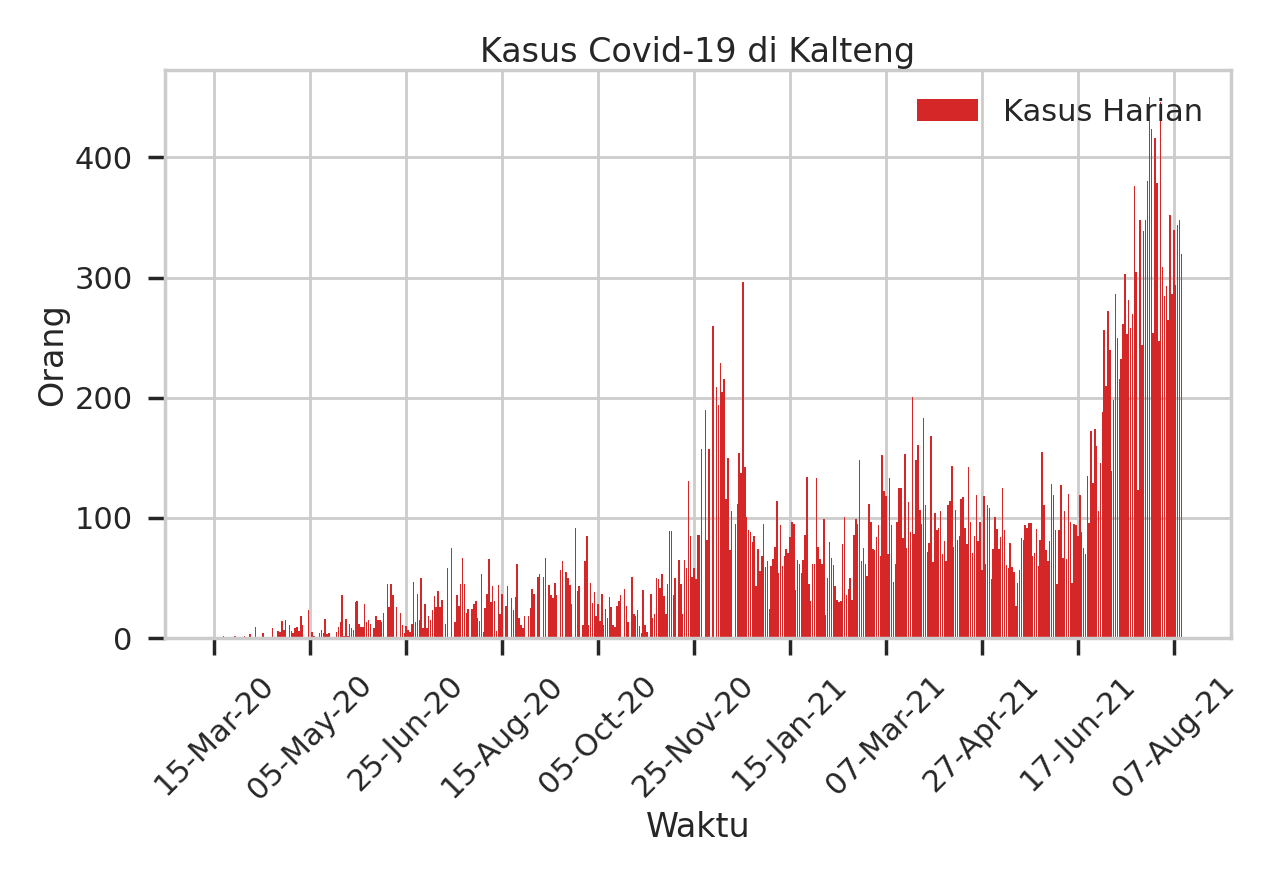 Kasus Covid-19 di Kalteng
Kasus Harian
Orang
400
300
200
100
0
15-Mar-20
05-May-20
25-Jun-20
15-Aug-20
05-Oct-20
25-Nov-20
15-Jan-21
07-Mar-21
27-Apr-21
17-Jun-21
07-Aug-21
Waktu